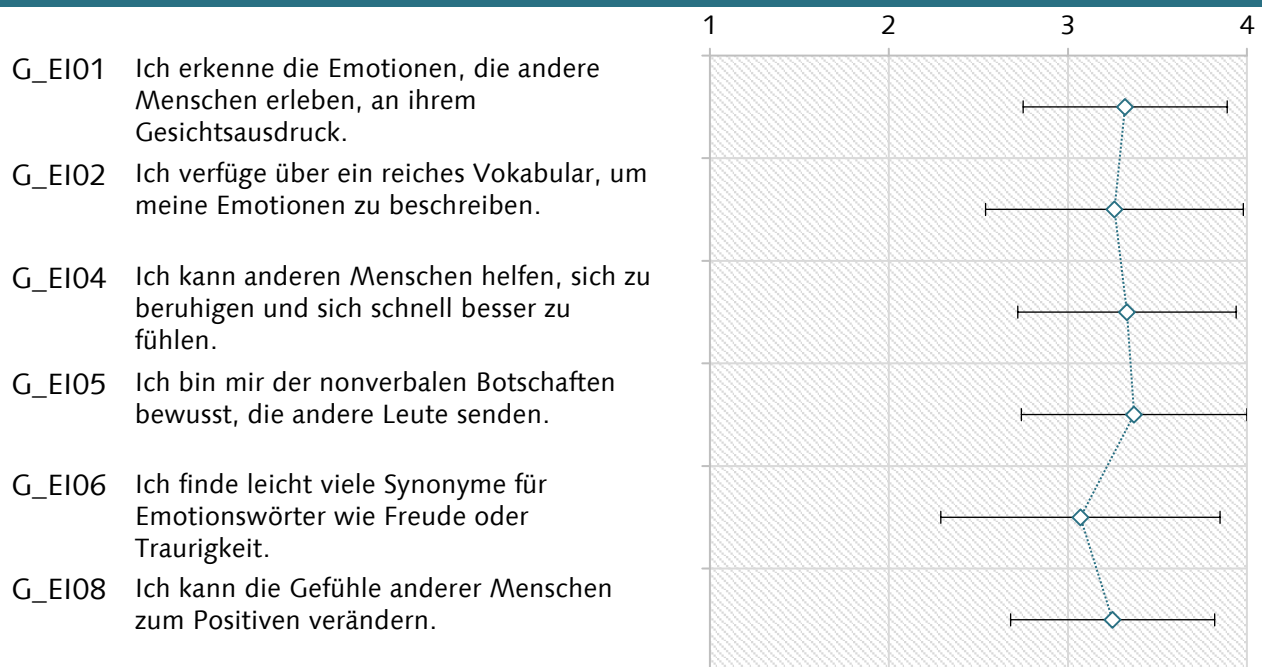 1 2 3 4
G_EI01 Ich erkenne die Emotionen, die andere
Menschen erleben, an ihrem
Gesichtsausdruck.
G_EI02 Ich verfüge über ein reiches Vokabular, um
meine Emotionen zu beschreiben.
G_EI04 Ich kann anderen Menschen helfen, sich zu
beruhigen und sich schnell besser zu
fühlen.
G_EI05 Ich bin mir der nonverbalen Botschaften
bewusst, die andere Leute senden.
G_EI06 Ich finde leicht viele Synonyme für
Emotionswörter wie Freude oder
Traurigkeit.
G_EI08 Ich kann die Gefühle anderer Menschen
zum Positiven verändern.